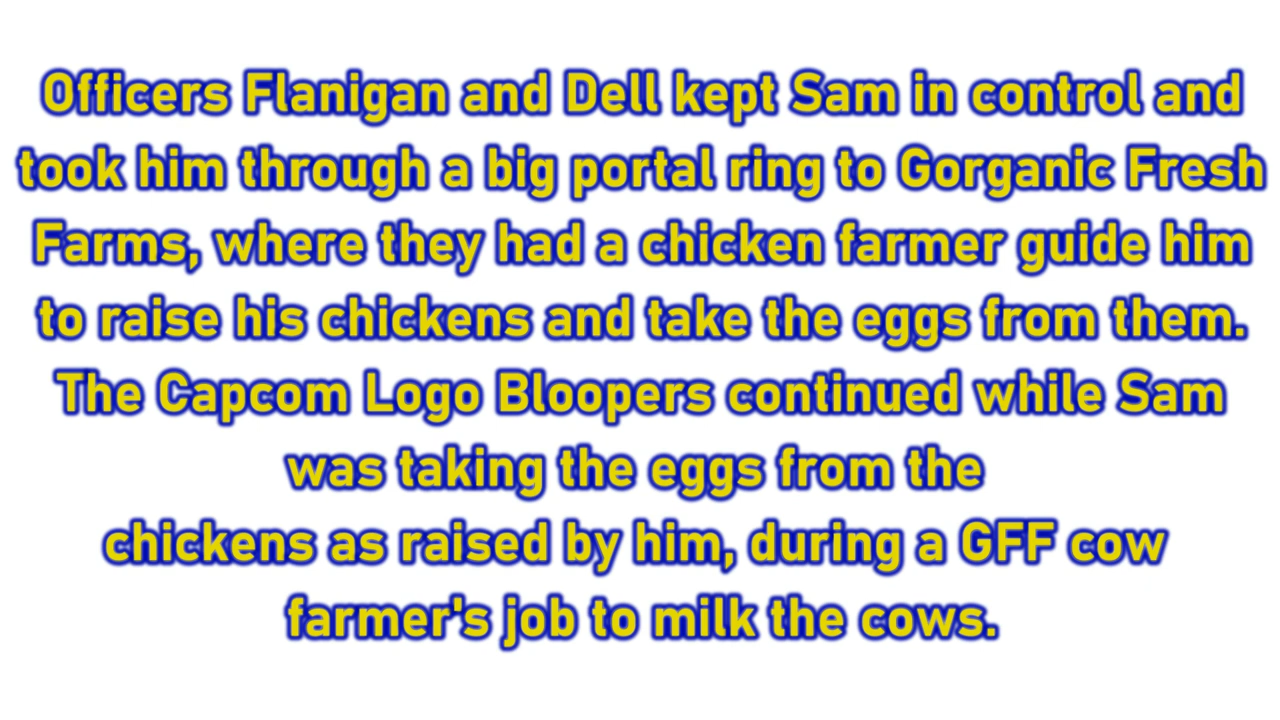 Officers Flanigan and Dell kept Sam in control and
took him through a big portal ring to Gorganic Fresh
Farms, where they had a chicken farmer guide him
to raise his chickens and take the eggs from them.
The Capcom Logo Bloopers continued while Sam
was taking the eggs from the
chickens as raised by him, during a GFF cow
farmer's job to milk the cows.